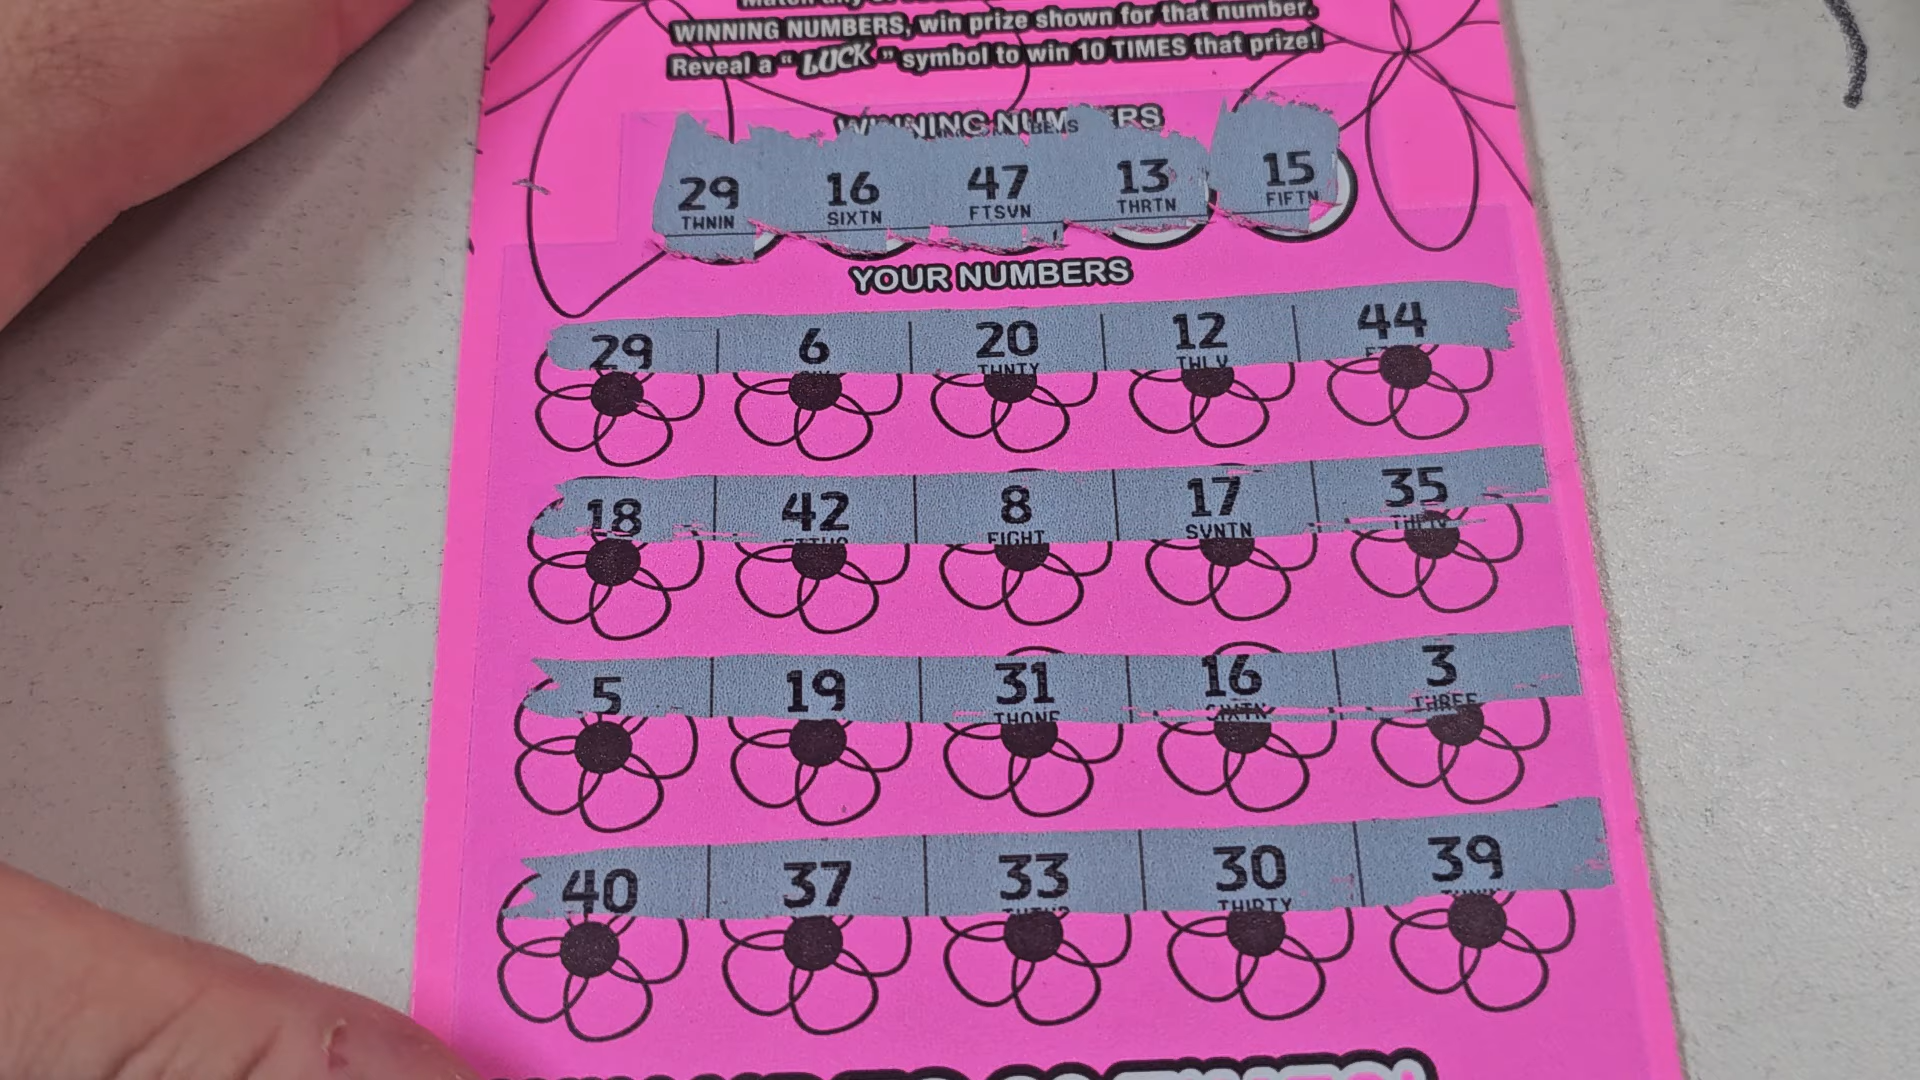 WINNING NUMBERS, win prize shown for that number.
Reveal a "LUCK" symbol to win 10 TIMES that prize!
WINNING NUMBERS
29 16 47 13 15
THNIN SIXTN FTSVN THRTN FIFTN
YOUR NUMBERS
29 6 20 12 44
THNTY
18 42 8 17 35
EIGHT SVNTN
5 19 31 16 3
THONE SIXTN THREE
40 37 33 30 39
THIRTY